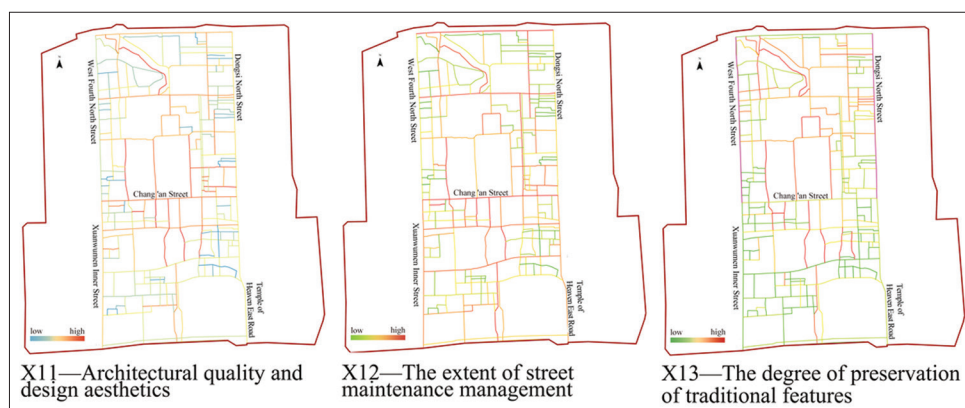 West Fourth North Street
Dongsi North Street
Chang'an Street
Xuanwumen Inner Street
Temple of
Heaven East Road
low high
X11—Architectural quality and
design aesthetics
West Fourth North Street
Dongsi North Street
Chang'an Street
Xuanwumen Inner Street
Temple of
Heaven East Road
low high
X12—The extent of street
maintenance management
West Fourth North Street
Dongsi North Street
Chang'an Street
Xuanwumen Inner Street
Temple of
Heaven East Road
low high
X13—The degree of preservation
of traditional features